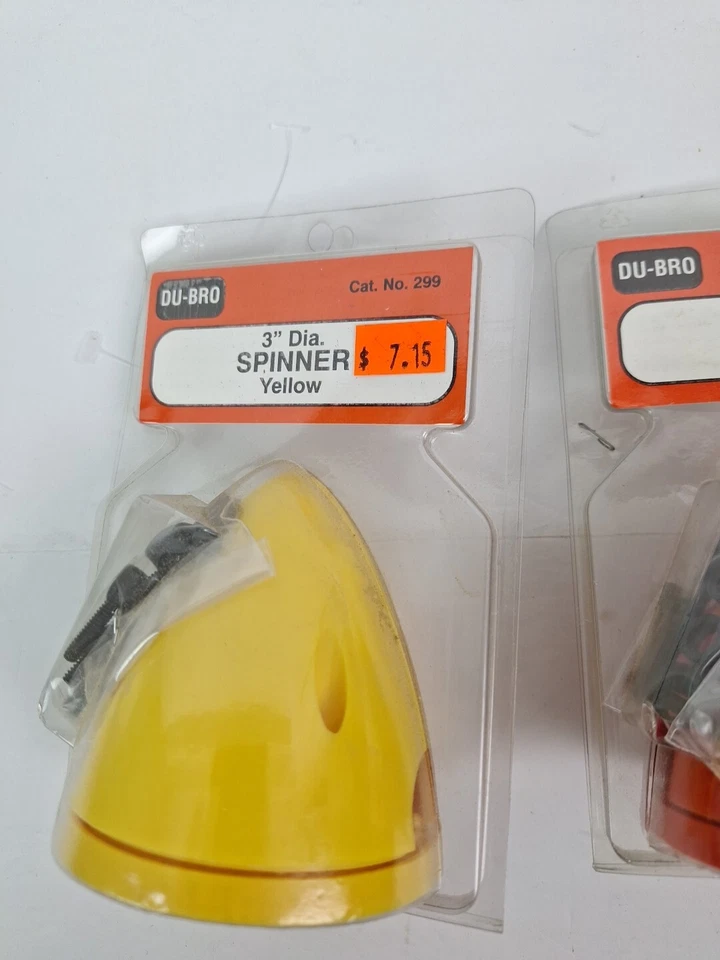 DU-BRO
Cat. No. 299
3" Dia.
SPINNER
Yellow
$ 7.15
DU-BRO